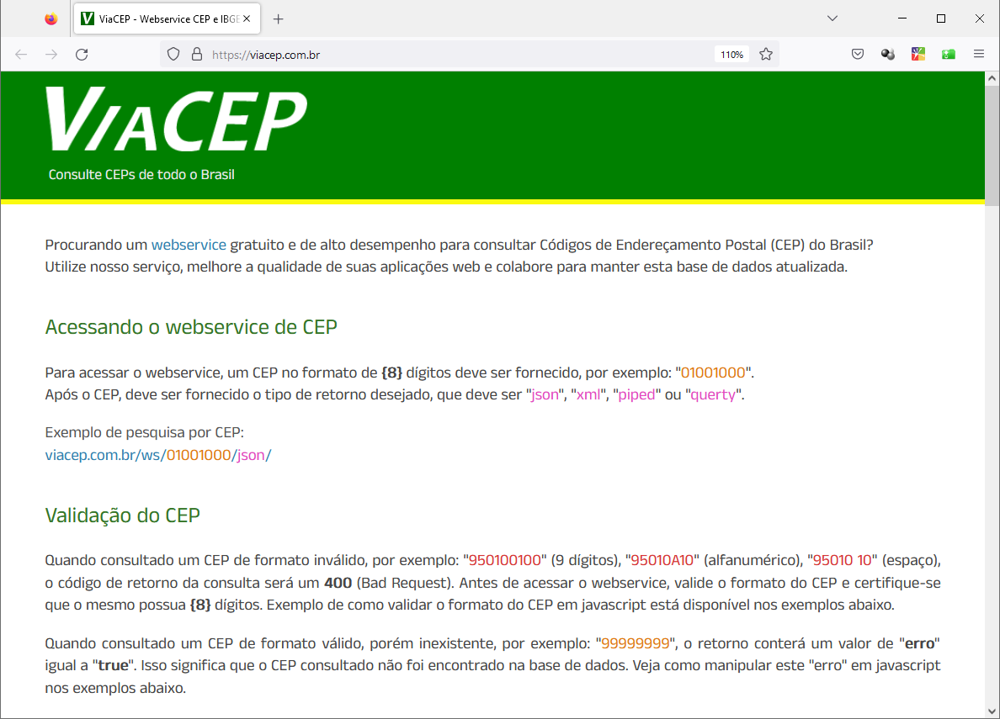 ViaCEP - Webservice CEP e IBGE
https://viacep.com.br
110%
VIACEP
Consulte CEPs de todo o Brasil
Procurando um webservice gratuito e de alto desempenho para consultar Códigos de Endereçamento Postal (CEP) do Brasil?
Utilize nosso serviço, melhore a qualidade de suas aplicações web e colabore para manter esta base de dados atualizada.
Acessando o webservice de CEP
Para acessar o webservice, um CEP no formato de {8} dígitos deve ser fornecido, por exemplo: "01001000".
Após o CEP, deve ser fornecido o tipo de retorno desejado, que deve ser "json", "xml", "piped" ou "querty".
Exemplo de pesquisa por CEP:
viacep.com.br/ws/01001000/json/
Validação do CEP
Quando consultado um CEP de formato inválido, por exemplo: "950100100" (9 dígitos), "95010A10" (alfanumérico), "95010 10" (espaço),
o código de retorno da consulta será um 400 (Bad Request). Antes de acessar o webservice, valide o formato do CEP e certifique-se
que o mesmo possua {8} dígitos. Exemplo de como validar o formato do CEP em javascript está disponível nos exemplos abaixo.
Quando consultado um CEP de formato válido, porém inexistente, por exemplo: "99999999", o retorno conterá um valor de "erro"
igual a "true". Isso significa que o CEP consultado não foi encontrado na base de dados. Veja como manipular este "erro" em javascript
nos exemplos abaixo.